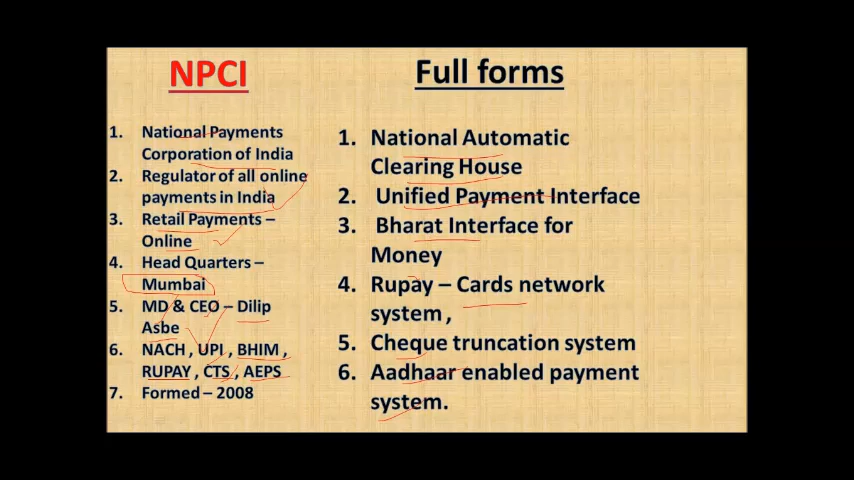 NPCI
1. National Payments
Corporation of India
2. Regulator of all online
payments in India
3. Retail Payments –
Online
4. Head Quarters –
Mumbai
5. MD & CEO – Dilip
Asbe
6. NACH , UPI , BHIM ,
RUPAY , CTS , AEPS
7. Formed – 2008
Full forms
1. National Automatic
Clearing House
2. Unified Payment Interface
3. Bharat Interface for
Money
4. Rupay – Cards network
system ,
5. Cheque truncation system
6. Aadhaar enabled payment
system.